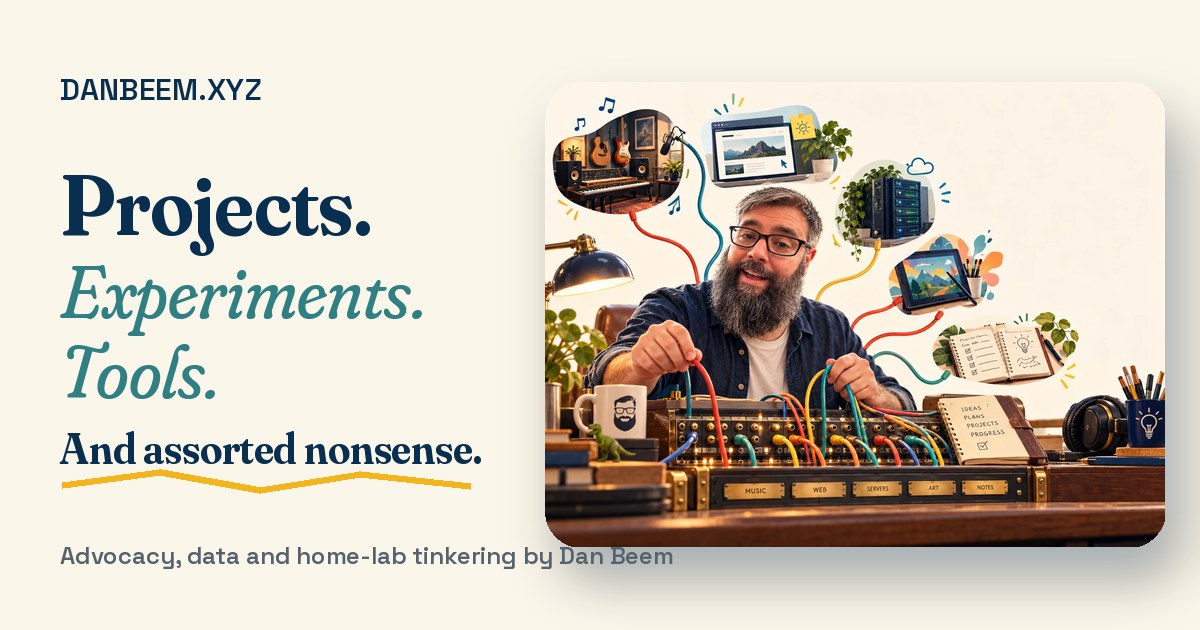 DANBEEM.XYZ
Projects.
Experiments.
Tools.
And assorted nonsense.
Advocacy, data and home-lab tinkering by Dan Beem
IDEAS
PLANS
PROJECTS
PROGRESS
MUSIC
WEB
SERVERS
ART
NOTES